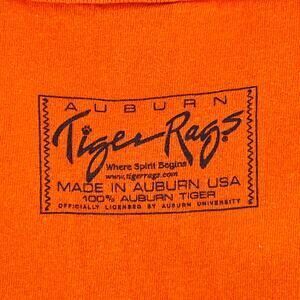 AUBURN
Tiger Rags
Where Spirit Begins
www.tigerrags.com
MADE IN AUBURN USA
100% AUBURN TIGER
OFFICIALLY LICENSED BY AUBURN UNIVERSITY